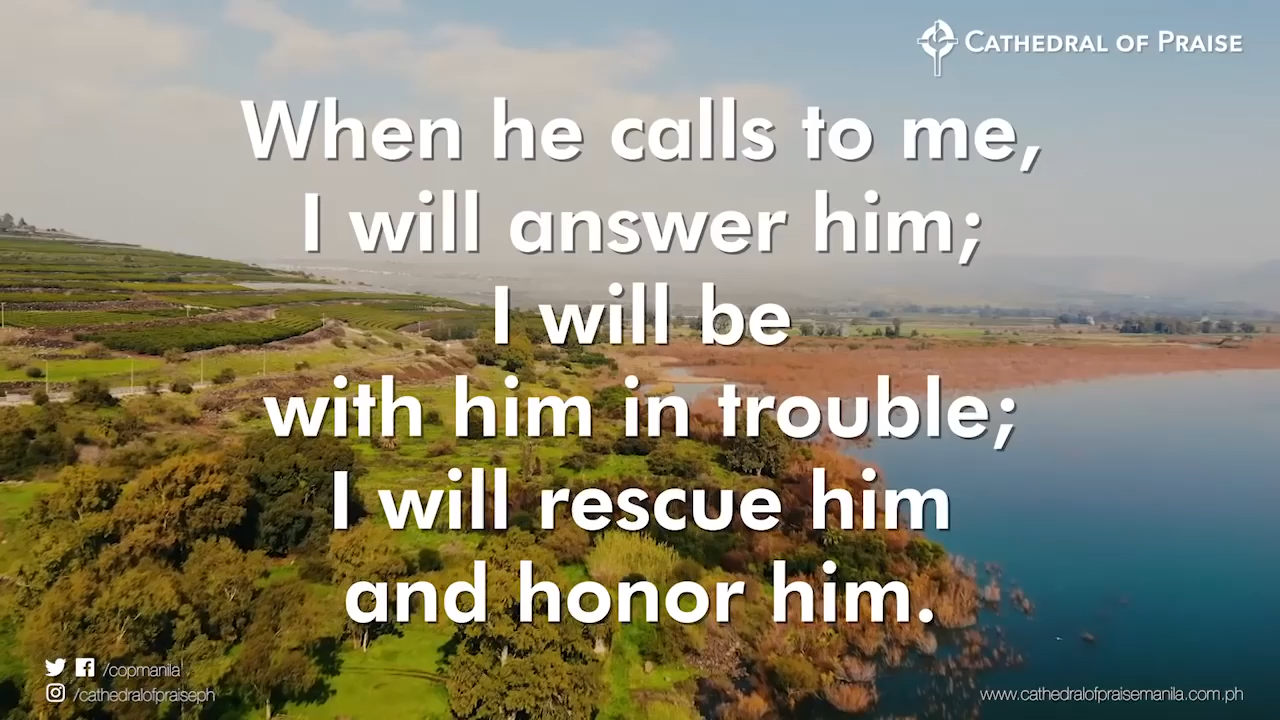 CATHEDRAL OF PRAISE
When he calls to me,
I will answer him;
I will be
with him in trouble;
I will rescue him
and honor him.
/copmanila
/cathedralofpraiseph
www.cathedralofpraisemanila.com.ph